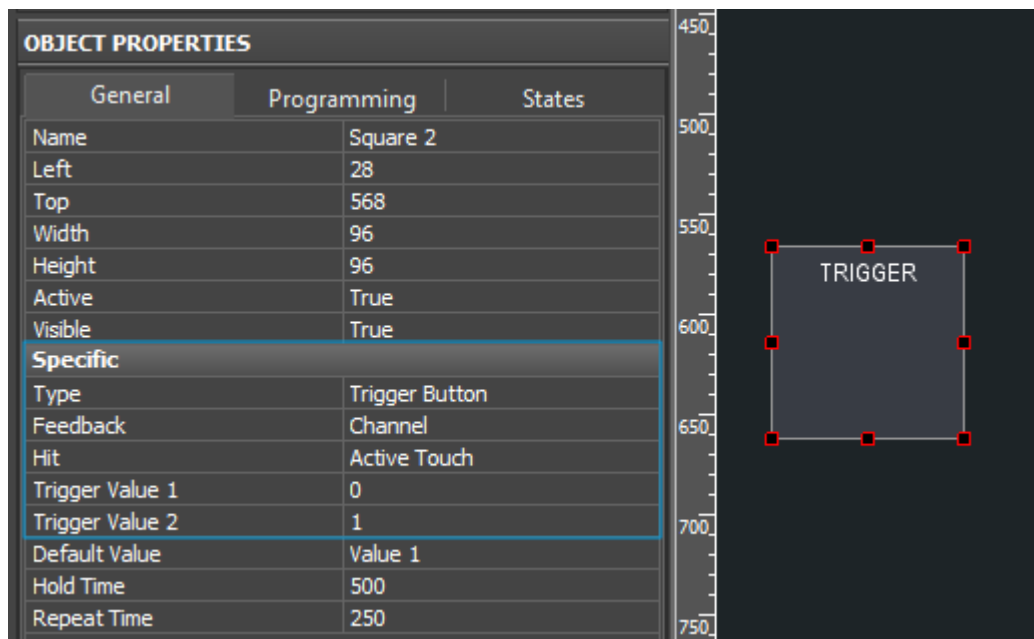 OBJECT PROPERTIES
General Programming States
Name Square 2
Left 28
Top 568
Width 96
Height 96
Active True
Visible True
Specific
Type Trigger Button
Feedback Channel
Hit Active Touch
Trigger Value 1 0
Trigger Value 2 1
Default Value Value 1
Hold Time 500
Repeat Time 250
450
500
550
600
650
700
750
TRIGGER